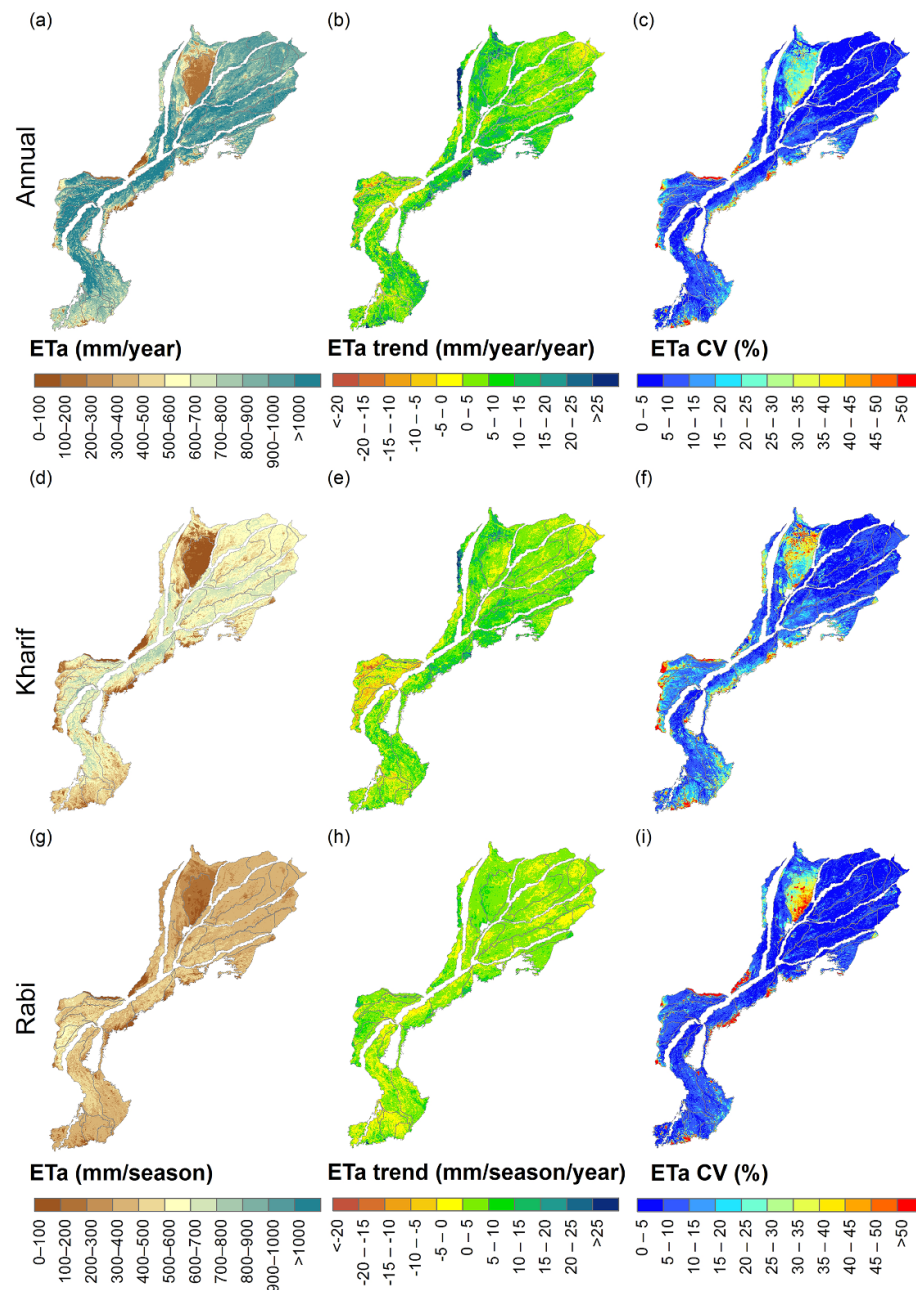 (a)
(b)
(c)
Annual
ETa (mm/year)
ETa trend (mm/year/year)
ETa CV (%)
0–100
100–200
200–300
300–400
400–500
500–600
600–700
700–800
800–900
900–1000
>1000
<-20
-20 – -15
-15 – -10
-10 – -5
-5 – 0
0 – 5
5 – 10
10 – 15
15 – 20
20 – 25
>25
0 – 5
5 – 10
10 – 15
15 – 20
20 – 25
25 – 30
30 – 35
35 – 40
40 – 45
45 – 50
>50
(d)
(e)
(f)
Kharif
(g)
(h)
(i)
Rabi
ETa (mm/season)
ETa trend (mm/season/year)
ETa CV (%)
0–100
100–200
200–300
300–400
400–500
500–600
600–700
700–800
800–900
900–1000
>1000
<-20
-20 – -15
-15 – -10
-10 – -5
-5 – 0
0 – 5
5 – 10
10 – 15
15 – 20
20 – 25
>25
0 – 5
5 – 10
10 – 15
15 – 20
20 – 25
25 – 30
30 – 35
35 – 40
40 – 45
45 – 50
>50